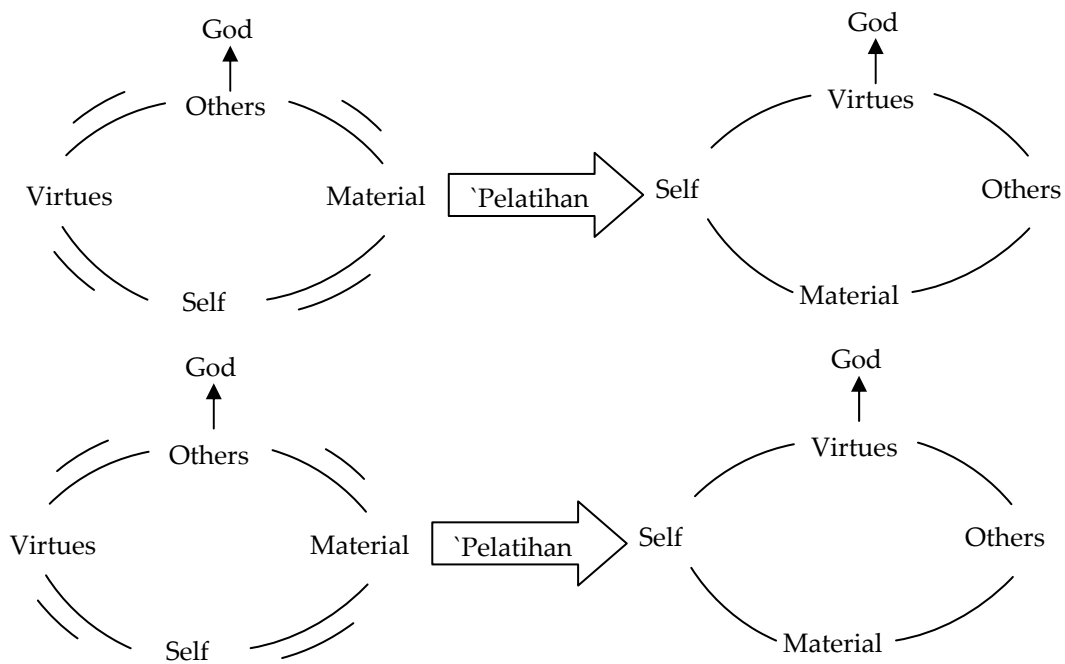 God
Others
Virtues
Material
Self
`Pelatihan
God
Virtues
Self
Others
Material
God
Others
Virtues
Material
Self
`Pelatihan
God
Virtues
Self
Others
Material